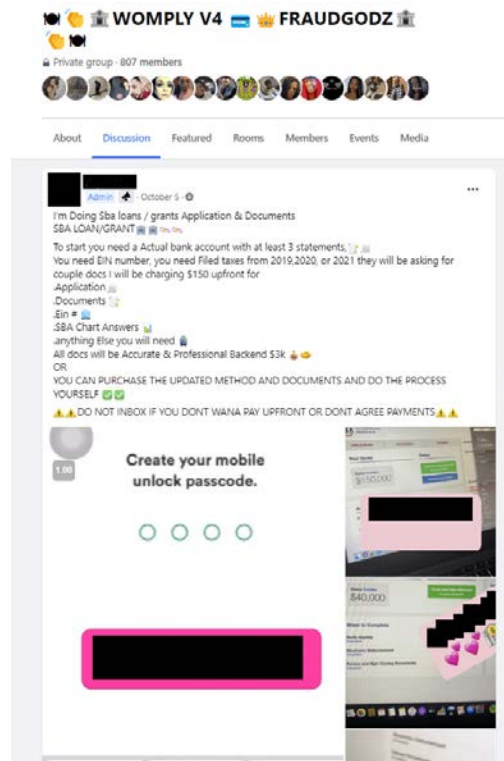 🍽 👏 🏦 WOMPLY V4 💳 👑 FRAUDGODZ 🏦
👏 🍽
Private group · 807 members
About Discussion Featured Rooms Members Events Media
Admin · October 5 ·
I'm Doing Sba loans / grants Application & Documents
SBA LOAN/GRANT
To start you need a Actual bank account with at least 3 statements,
You need EIN number, you need Filed taxes from 2019,2020, or 2021 they will be asking for
couple docs I will be charging $150 upfront for
.Application
.Documents
.Ein #
.SBA Chart Answers
.anything Else you will need
All docs will be Accurate & Professional Backend $3k
OR
YOU CAN PURCHASE THE UPDATED METHOD AND DOCUMENTS AND DO THE PROCESS
YOURSELF ✅✅
⚠⚠DO NOT INBOX IF YOU DONT WANA PAY UPFRONT OR DONT AGREE PAYMENTS⚠⚠
1.00
Create your mobile
unlock passcode.
$150,000
$40,000